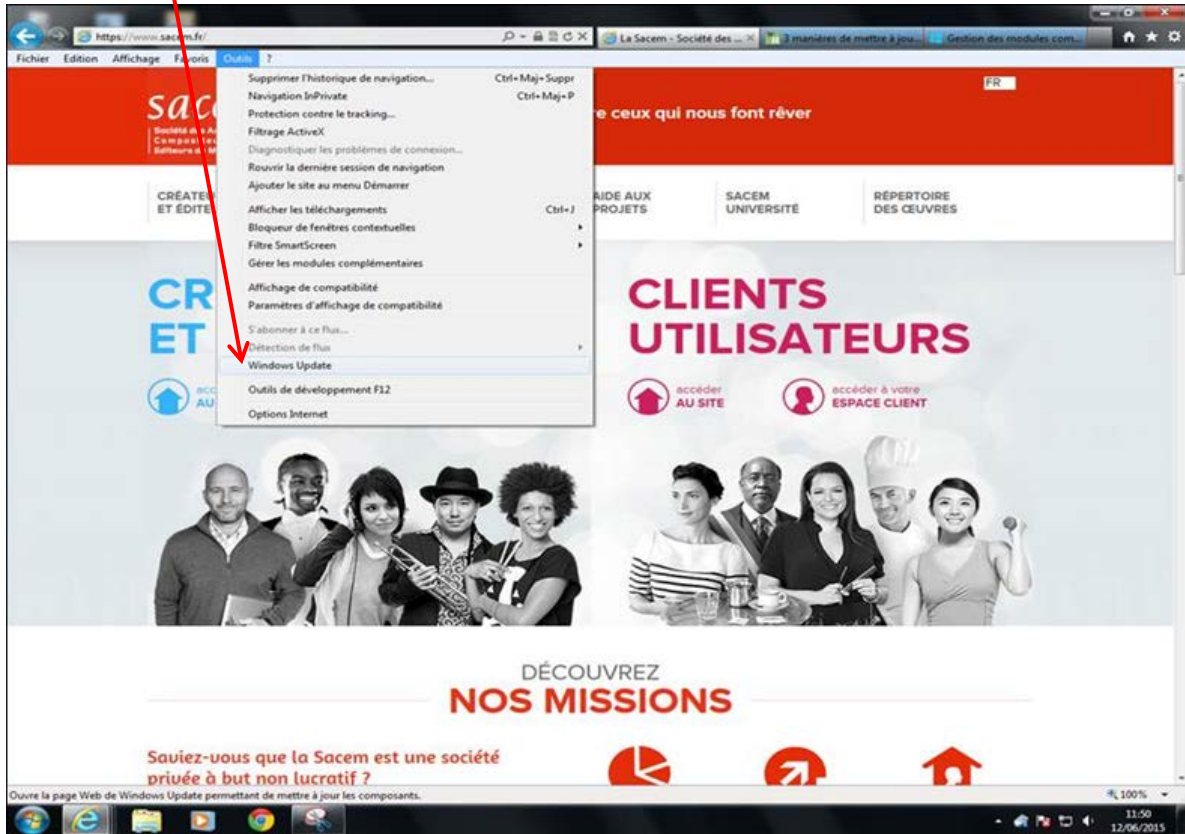 https://www.sacem.fr/
La Sacem - Société des ...
3 manières de mettre à jou...
Gestion des modules com...
Fichier Edition Affichage Favoris Outils ?
Supprimer l'historique de navigation... Ctrl+Maj+Suppr
Navigation InPrivate Ctrl+Maj+P
Protection contre le tracking...
Filtrage ActiveX
Diagnostiquer les problèmes de connexion...
Rouvrir la dernière session de navigation
Ajouter le site au menu Démarrer
Afficher les téléchargements Ctrl+J
Bloqueur de fenêtres contextuelles
Filtre SmartScreen
Gérer les modules complémentaires
Affichage de compatibilité
Paramètres d'affichage de compatibilité
S'abonner à ce flux...
Détection de flux
Windows Update
Outils de développement F12
Options Internet
FR
ceux qui nous font rêver
AIDE AUX
PROJETS
SACEM
UNIVERSITÉ
RÉPERTOIRE
DES ŒUVRES
CR
ET
CLIENTS
UTILISATEURS
accéder
AU SITE
accéder à votre
ESPACE CLIENT
DÉCOUVREZ
NOS MISSIONS
Saviez-vous que la Sacem est une société
privée à but non lucratif ?
Ouvre la page Web de Windows Update permettant de mettre à jour les composants.
100%
11:50
12/06/2015